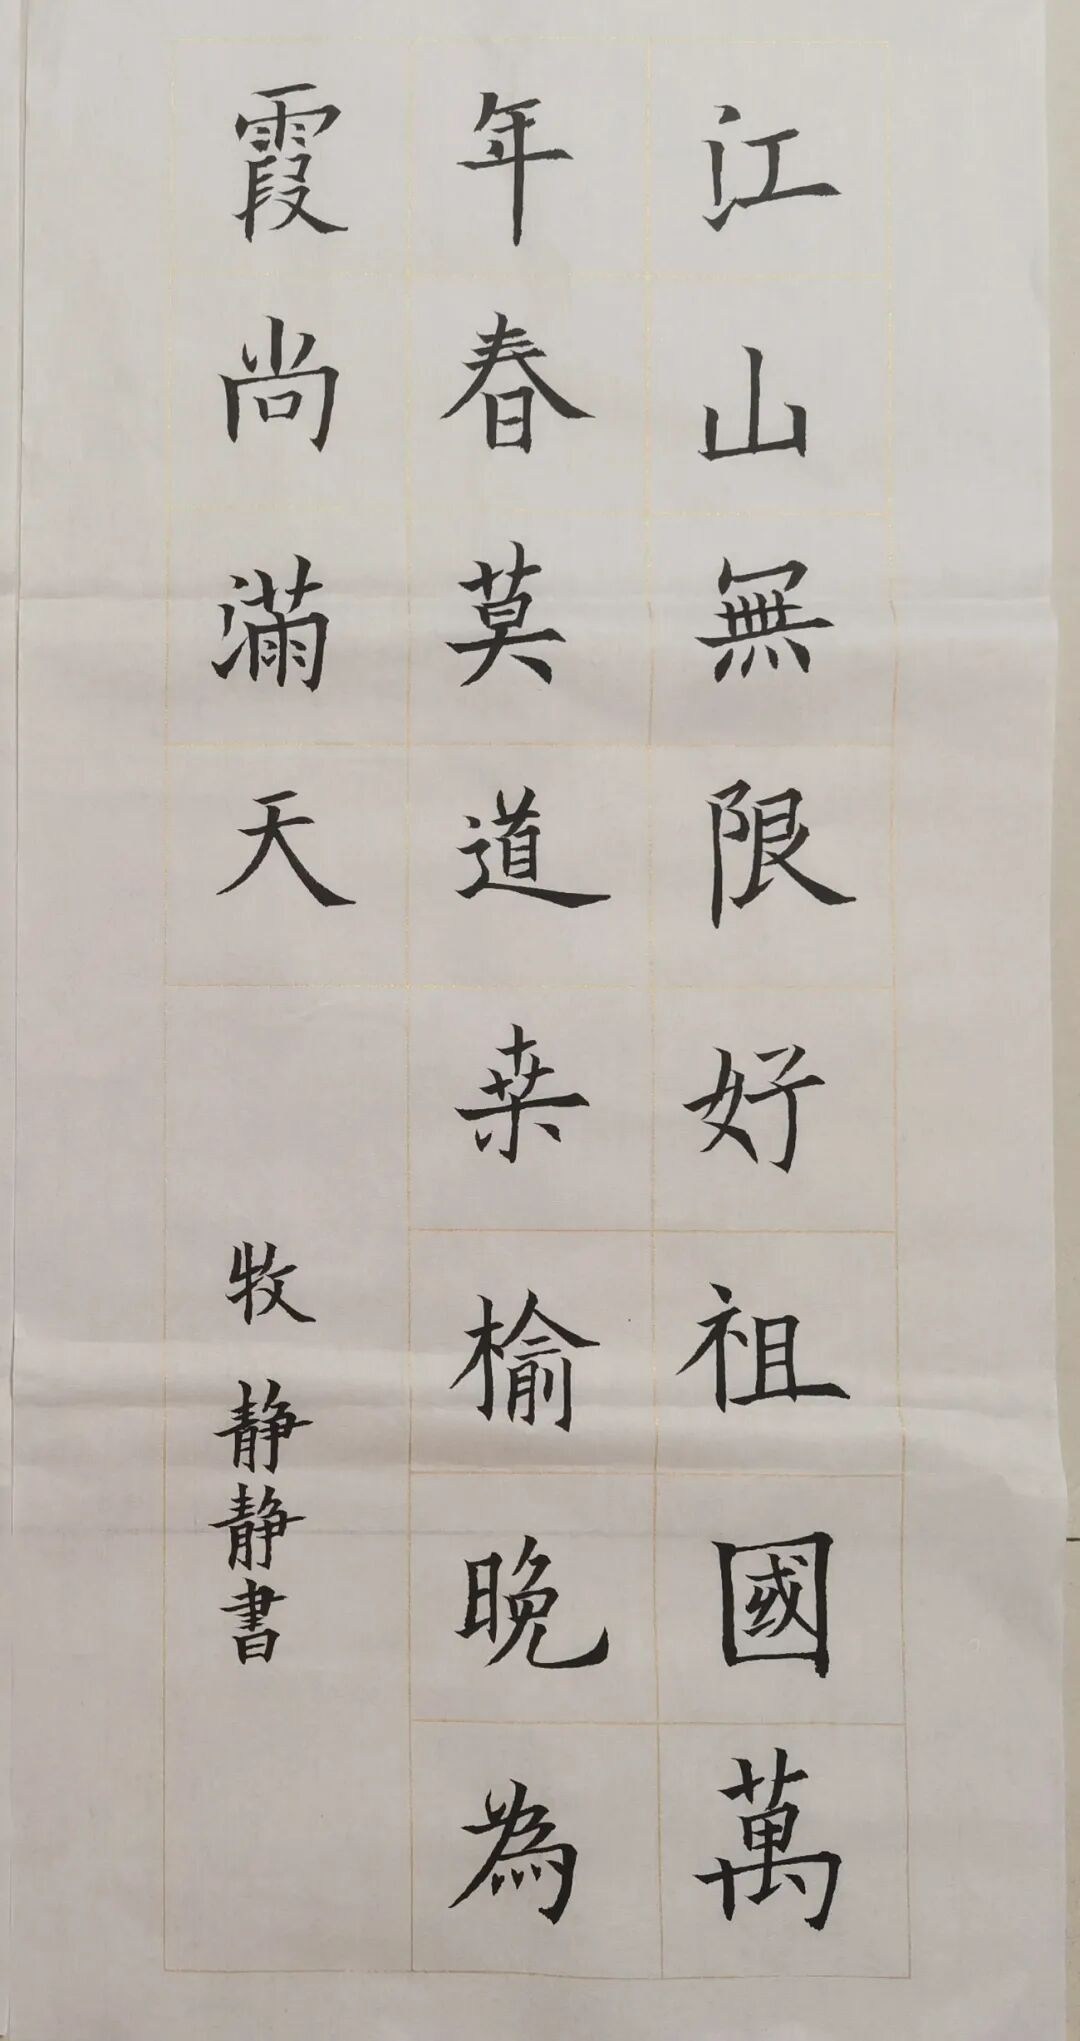 江山無限好祖國萬
年春莫道桒榆晚為
霞尚滿天
牧靜靜書